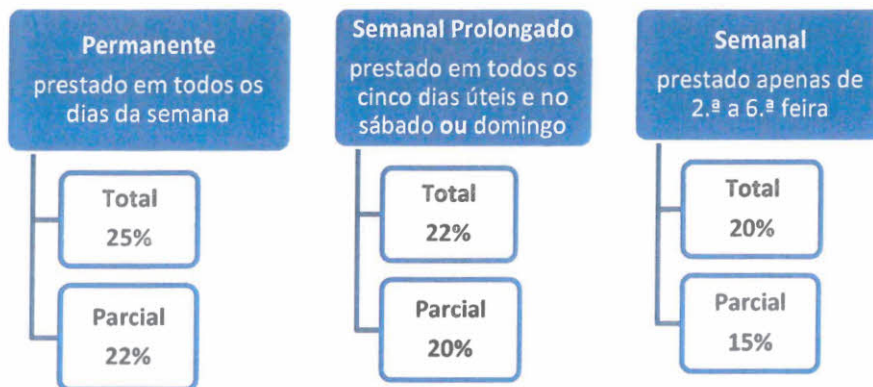 Permanente
prestado em todos os
dias da semana
Total
25%
Parcial
22%
Semanal Prolongado
prestado em todos os
cinco dias úteis e no
sábado ou domingo
Total
22%
Parcial
20%
Semanal
prestado apenas de
2.ª a 6.ª feira
Total
20%
Parcial
15%